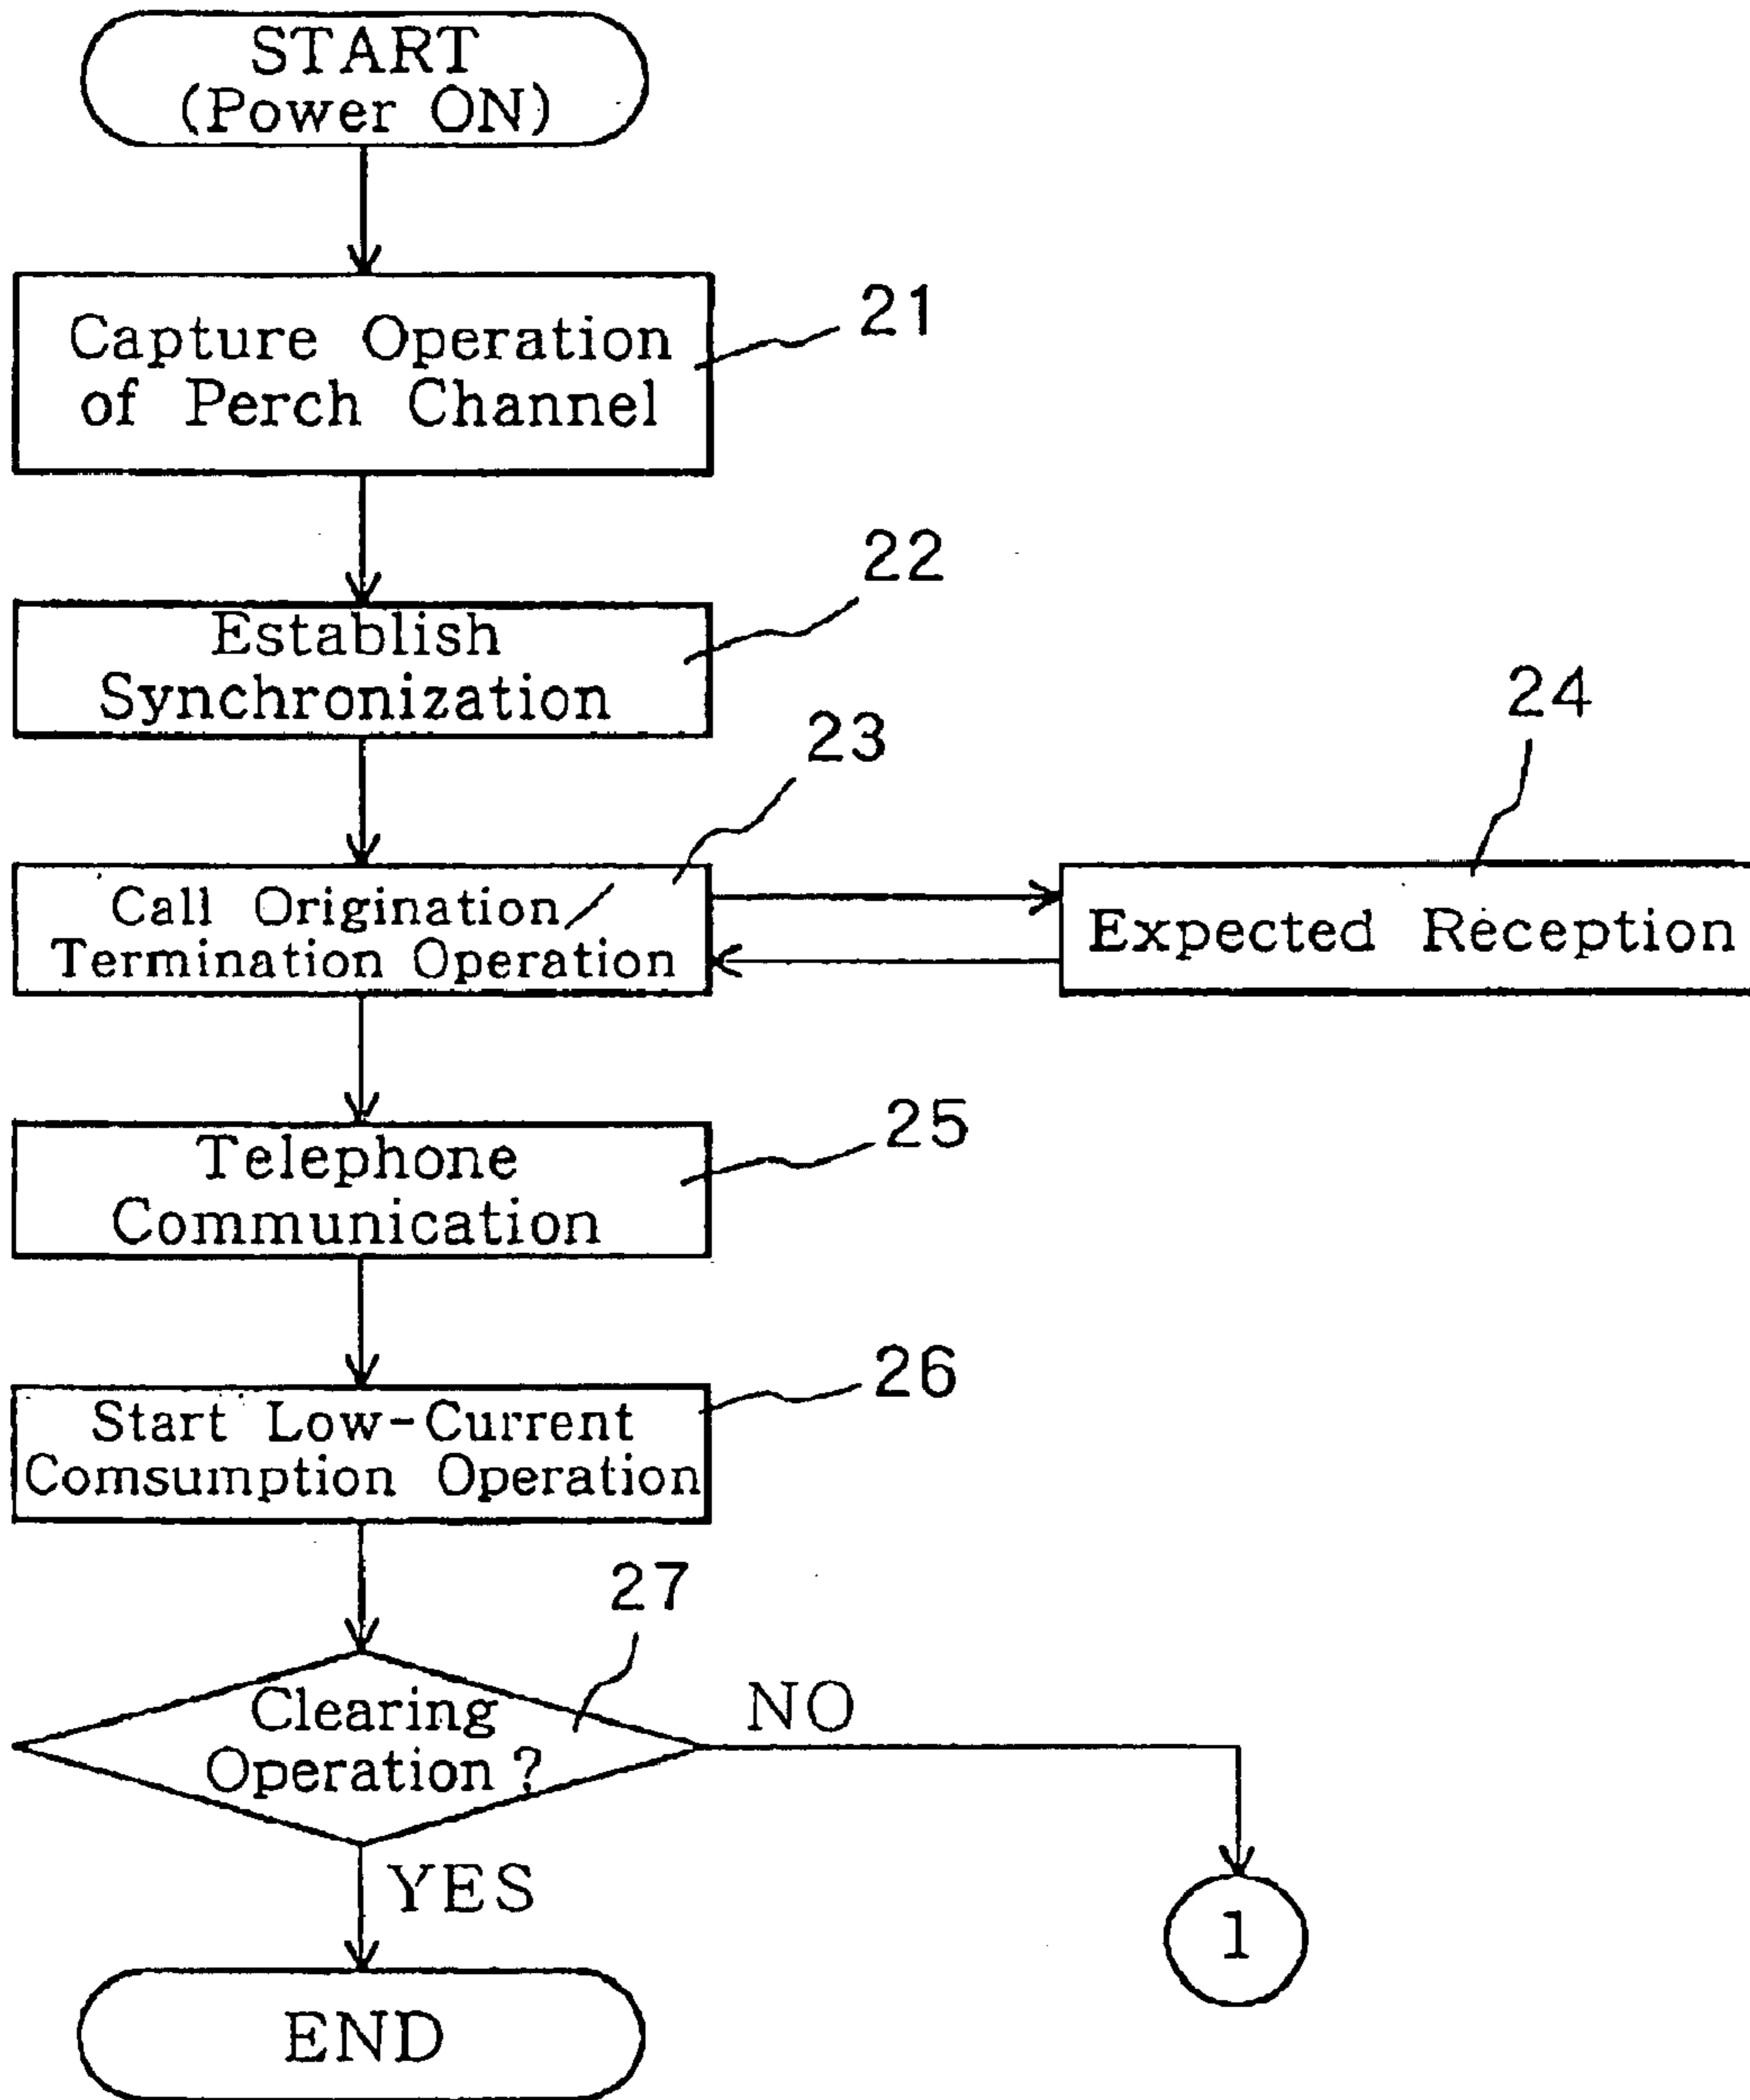 START
(Power ON)
Capture Operation
of Perch Channel
21
Establish
Synchronization
22
Call Origination/
Termination Operation
23
Expected Reception
24
Telephone
Communication
25
Start Low-Current
Comsumption Operation
26
Clearing
Operation ?
27
NO
YES
1
END